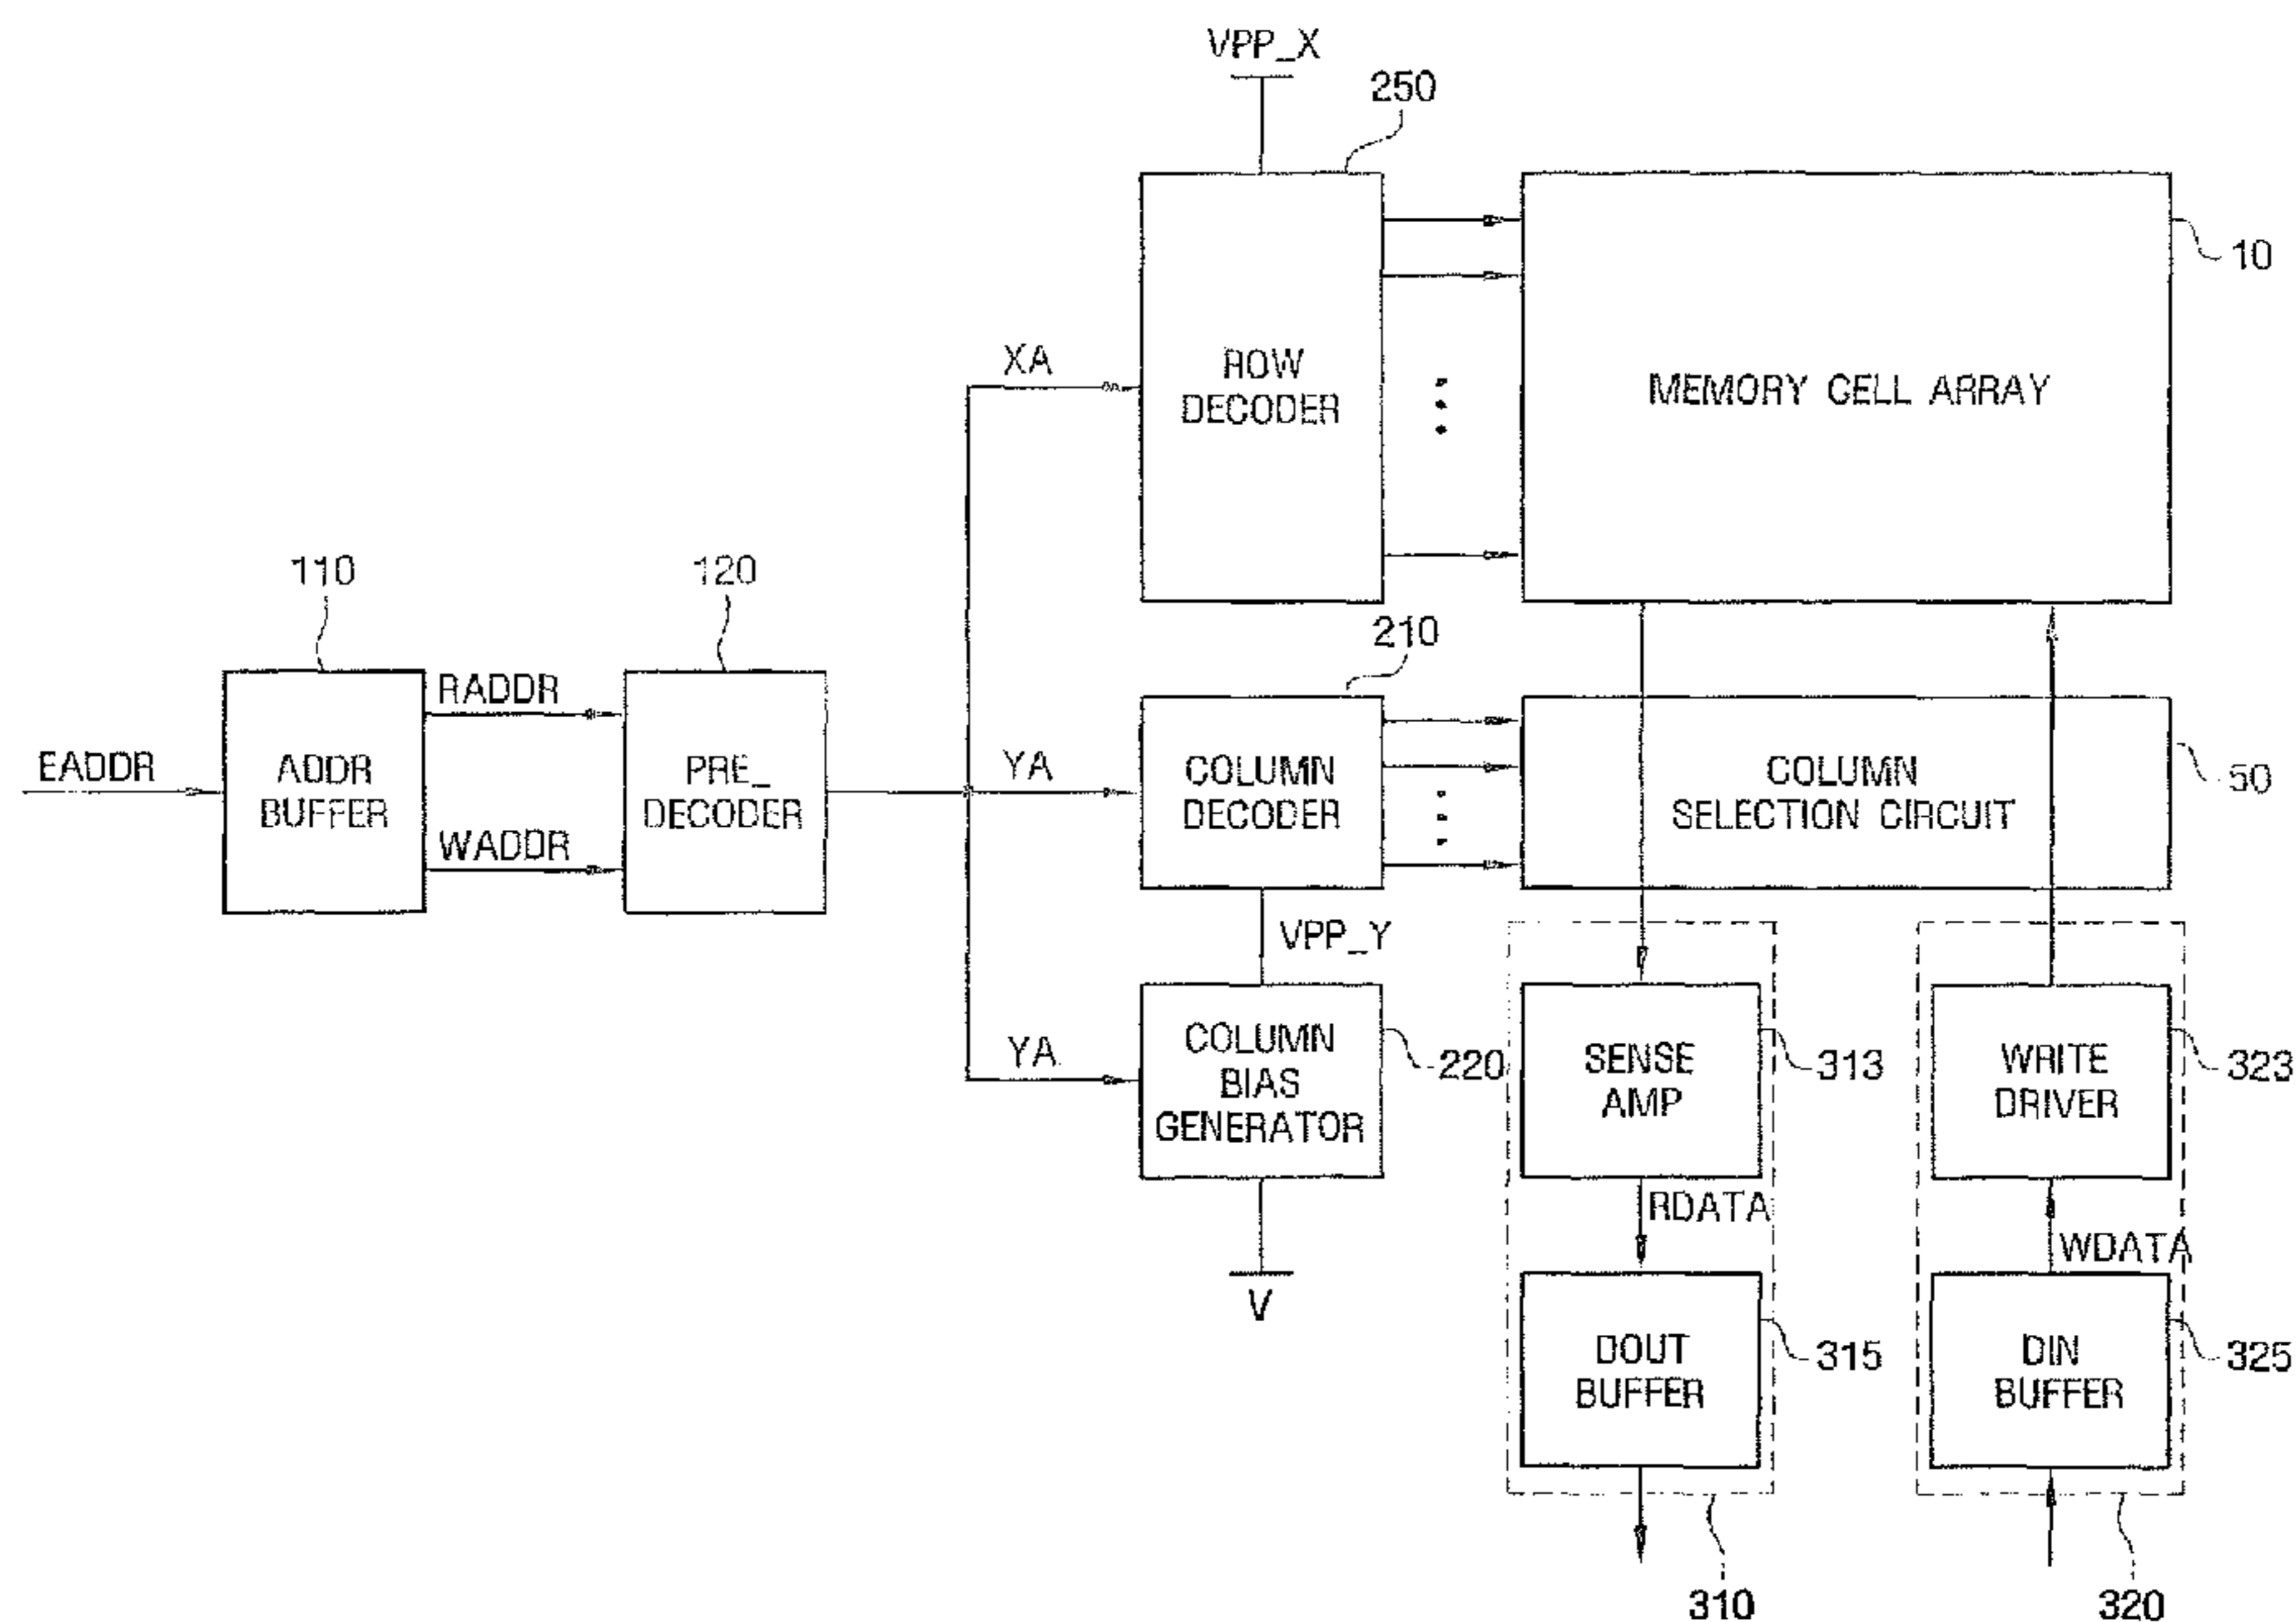 VPP_X
250
10
XA
ROW
DECODER
MEMORY CELL ARRAY
110
120
210
RADDR
EADDR
ADDR
BUFFER
WADDR
PRE_
DECODER
YA
COLUMN
DECODER
COLUMN
SELECTION CIRCUIT
50
VPP_Y
YA
COLUMN
BIAS
GENERATOR
220
SENSE
AMP
313
WRITE
DRIVER
323
RDATA
WDATA
V
DOUT
BUFFER
315
DIN
BUFFER
325
310
320